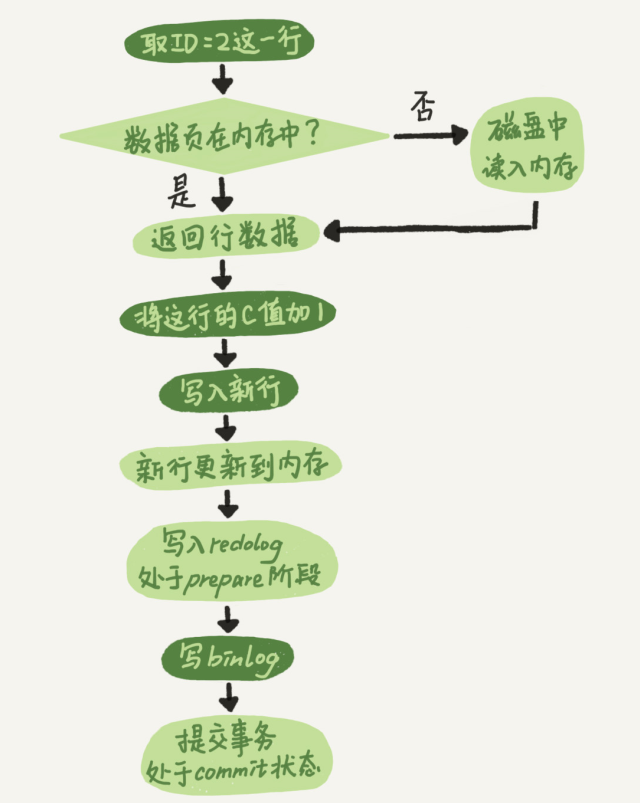 取ID=2这一行
数据页在内存中？
否
磁盘中
读入内存
是
返回行数据
将这行的C值加1
写入新行
新行更新到内存
写入redolog
处于prepare阶段
写binlog
提交事务
处于commit状态